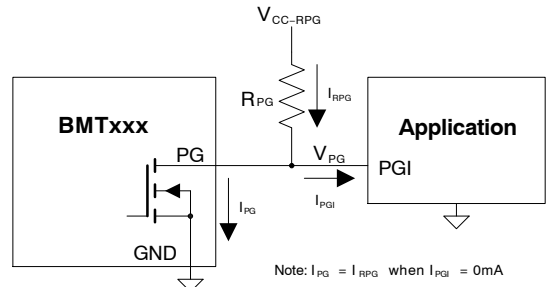 VCC-RPG
RPG
IRPG
BMTxxx
Application
PG
VPG
PGI
IPG
IPGI
GND
Note: IPG = IRPG when IPGI = 0mA